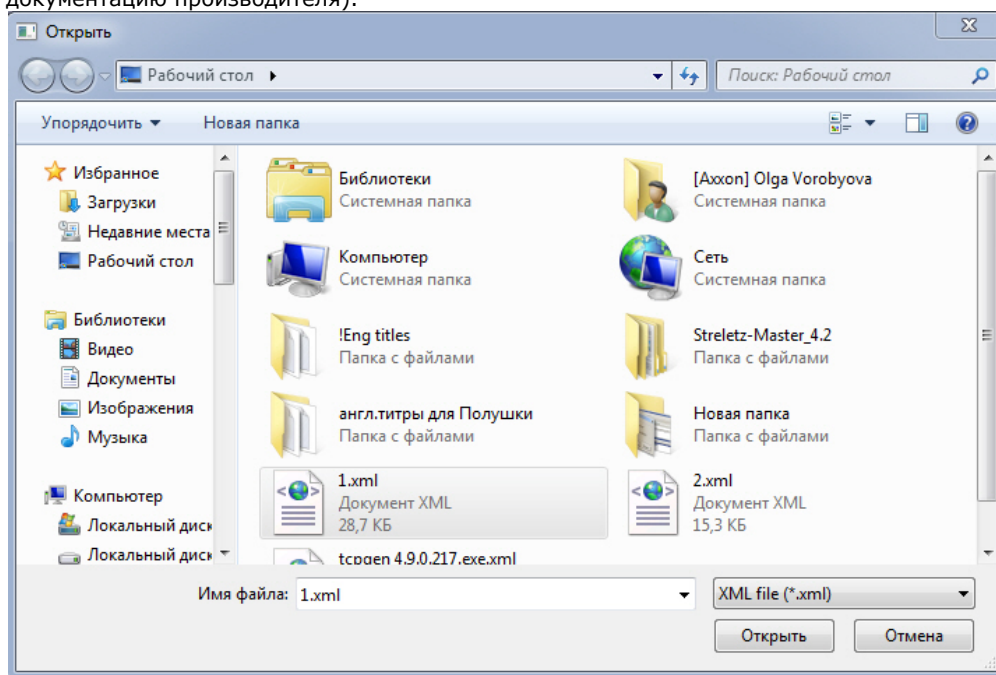 документацию производителя).
Открыть
Рабочий стол
Поиск: Рабочий стол
Упорядочить
Новая папка
Избранное
Загрузки
Недавние места
Рабочий стол
Библиотеки
Видео
Документы
Изображения
Музыка
Компьютер
Локальный диск
Локальный диск
Библиотеки
Системная папка
[Axxon] Olga Vorobyova
Системная папка
Компьютер
Системная папка
Сеть
Системная папка
!Eng titles
Папка с файлами
Streletz-Master_4.2
Папка с файлами
англ.титры для Полушки
Папка с файлами
Новая папка
Папка с файлами
1.xml
Документ XML
28,7 КБ
2.xml
Документ XML
15,3 КБ
tcpgen 4.9.0.217.exe.xml
Имя файла:
1.xml
XML file (*.xml)
Открыть
Отмена